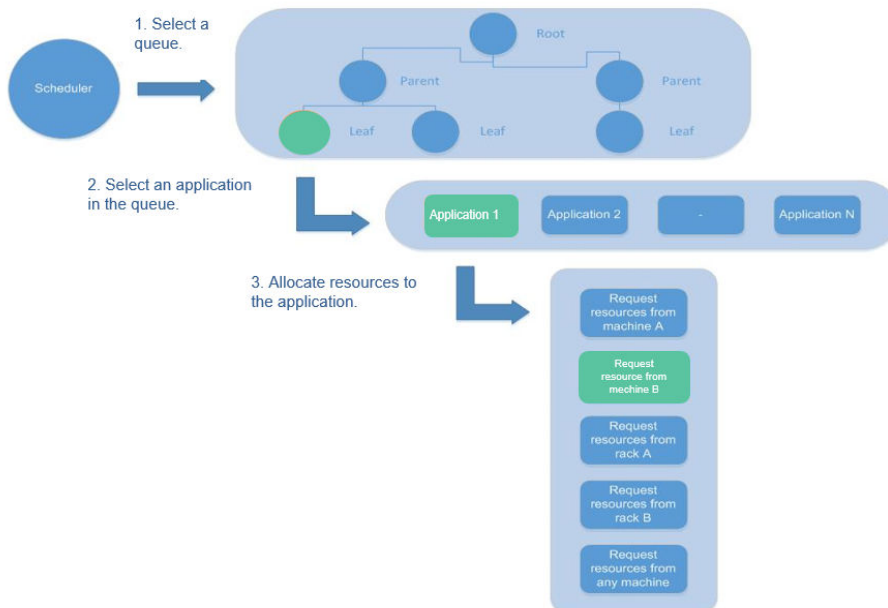 1. Select a
queue.
Root
Scheduler
Parent
Parent
Leaf
Leaf
Leaf
2. Select an application
in the queue.
Application 1
Application 2
-
Application N
3. Allocate resources to
the application.
Request
resources from
machine A
Request
resource from
mechine B
Request
resources from
rack A
Request
resources from
rack B
Request
resources from
any machine